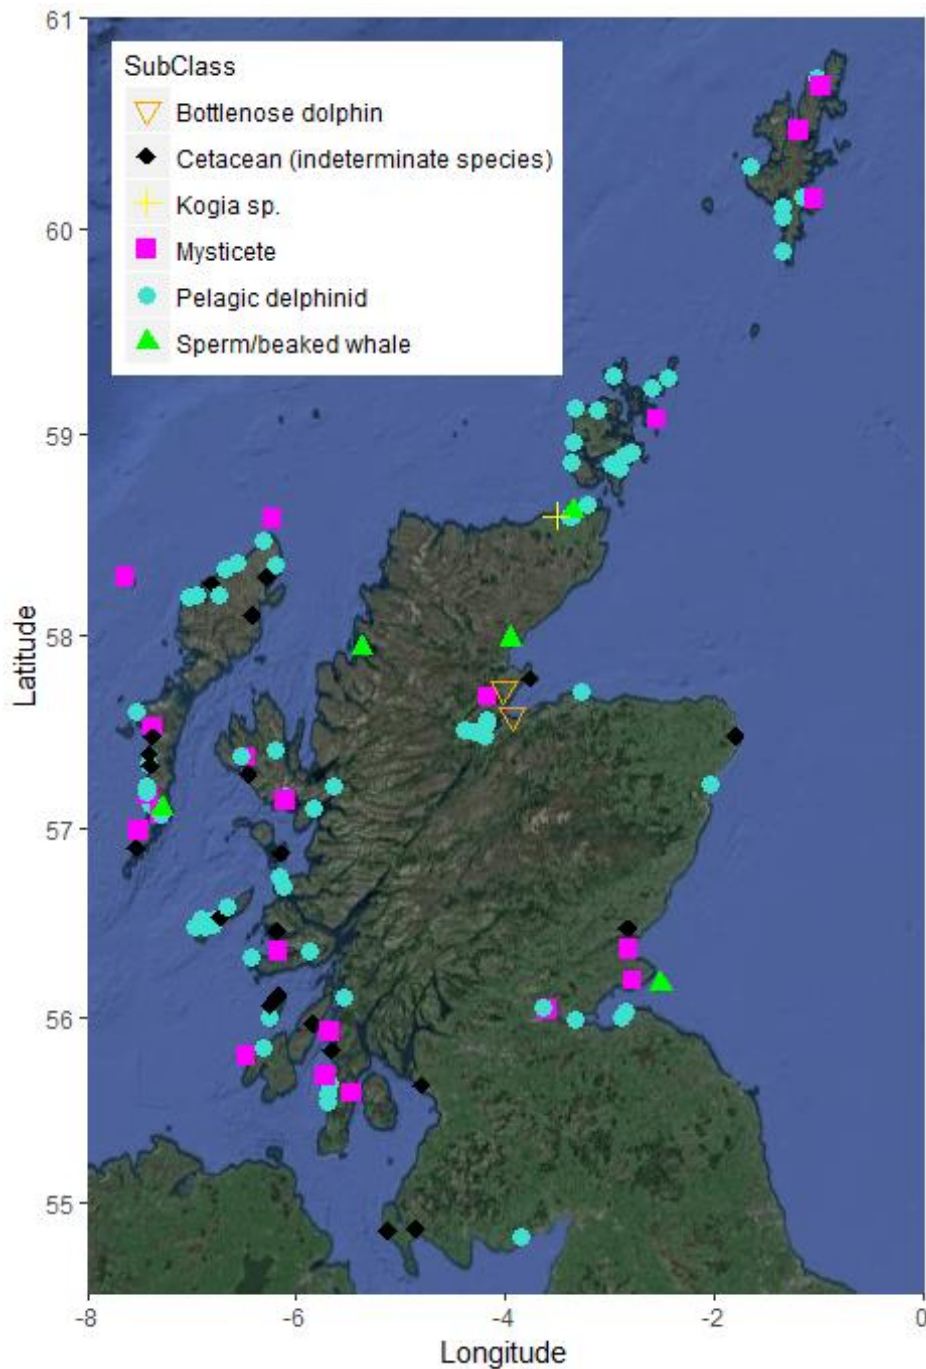 61
SubClass
Bottlenose dolphin
Cetacean (indeterminate species)
Kogia sp.
Mysticete
Pelagic delphinid
Sperm/beaked whale
60
59
58
57
56
55
Latitude
-8
-6
-4
-2
0
Longitude